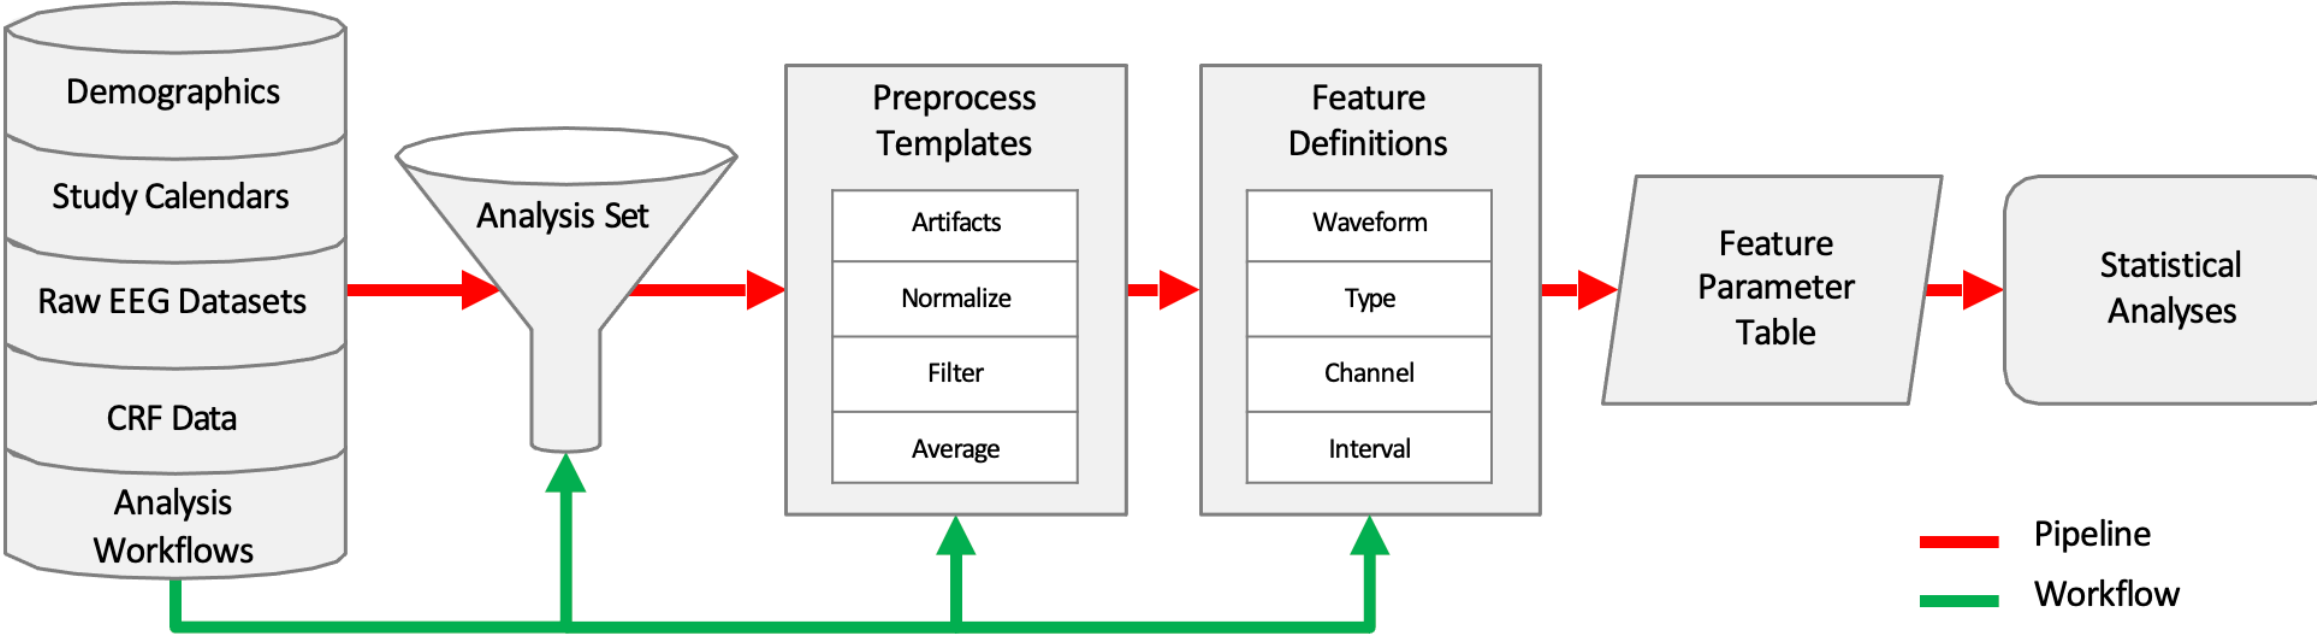 Demographics
Study Calendars
Raw EEG Datasets
CRF Data
Analysis
Workflows
Analysis Set
Preprocess
Templates
Artifacts
Normalize
Filter
Average
Feature
Definitions
Waveform
Type
Channel
Interval
Feature
Parameter
Table
Statistical
Analyses
Pipeline
Workflow